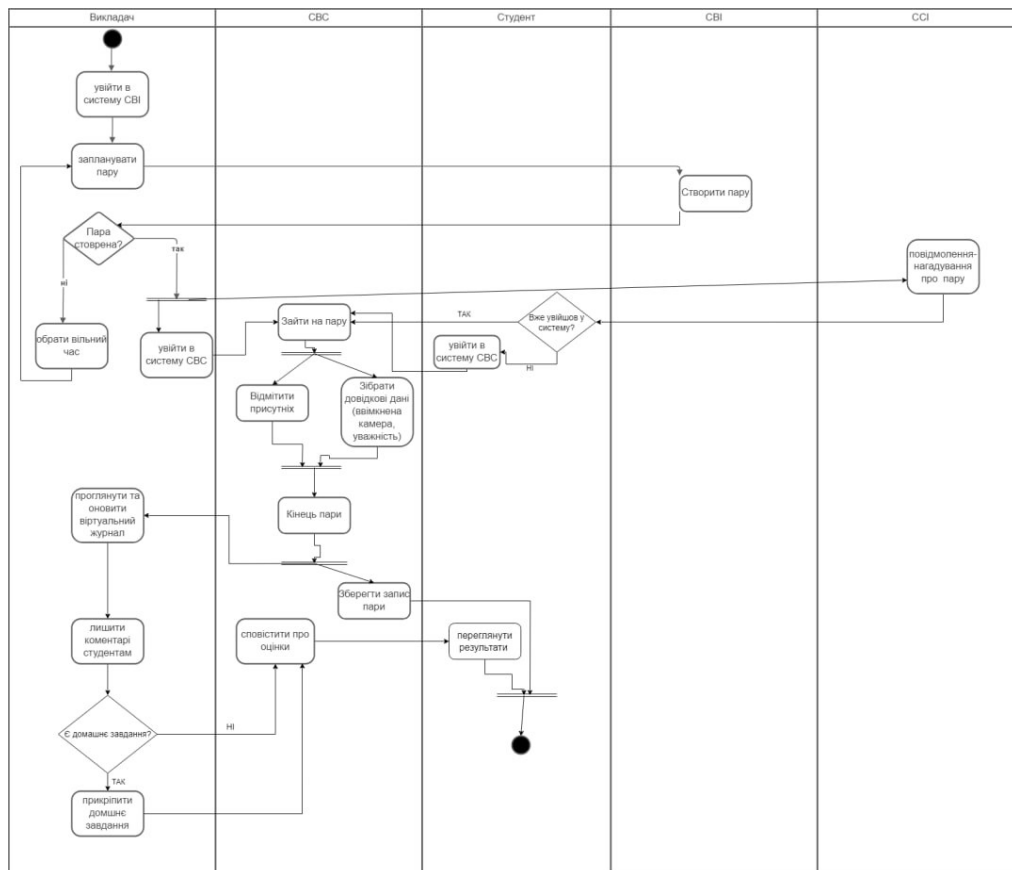 Викладач
СВС
Студент
СВІ
ССІ
увійти в
систему СВІ
запланувати
пару
Створити пару
Пара
стоврена?
так
ні
повідмолення-
нагадування
про пару
обрати вільний
час
увійти в
систему СВС
Зайти на пару
ТАК
Вже увійшов у
систему?
увійти в
систему СВС
НІ
Відмітити
присутніх
Зібрати
довідкові дані
(ввімкнена
камера,
уважність)
проглянути та
оновити
віртуальний
журнал
Кінець пари
Зберегти запис
пари
лишити
коментарі
студентам
сповістити про
оцінки
переглянути
результати
Є домашнє завдання?
НІ
ТАК
прикріпити
домшнє
завдання